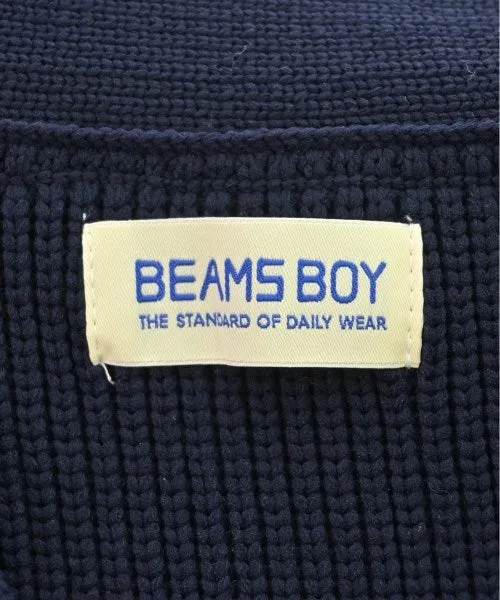 BEAMS BOY
THE STANDARD OF DAILY WEAR